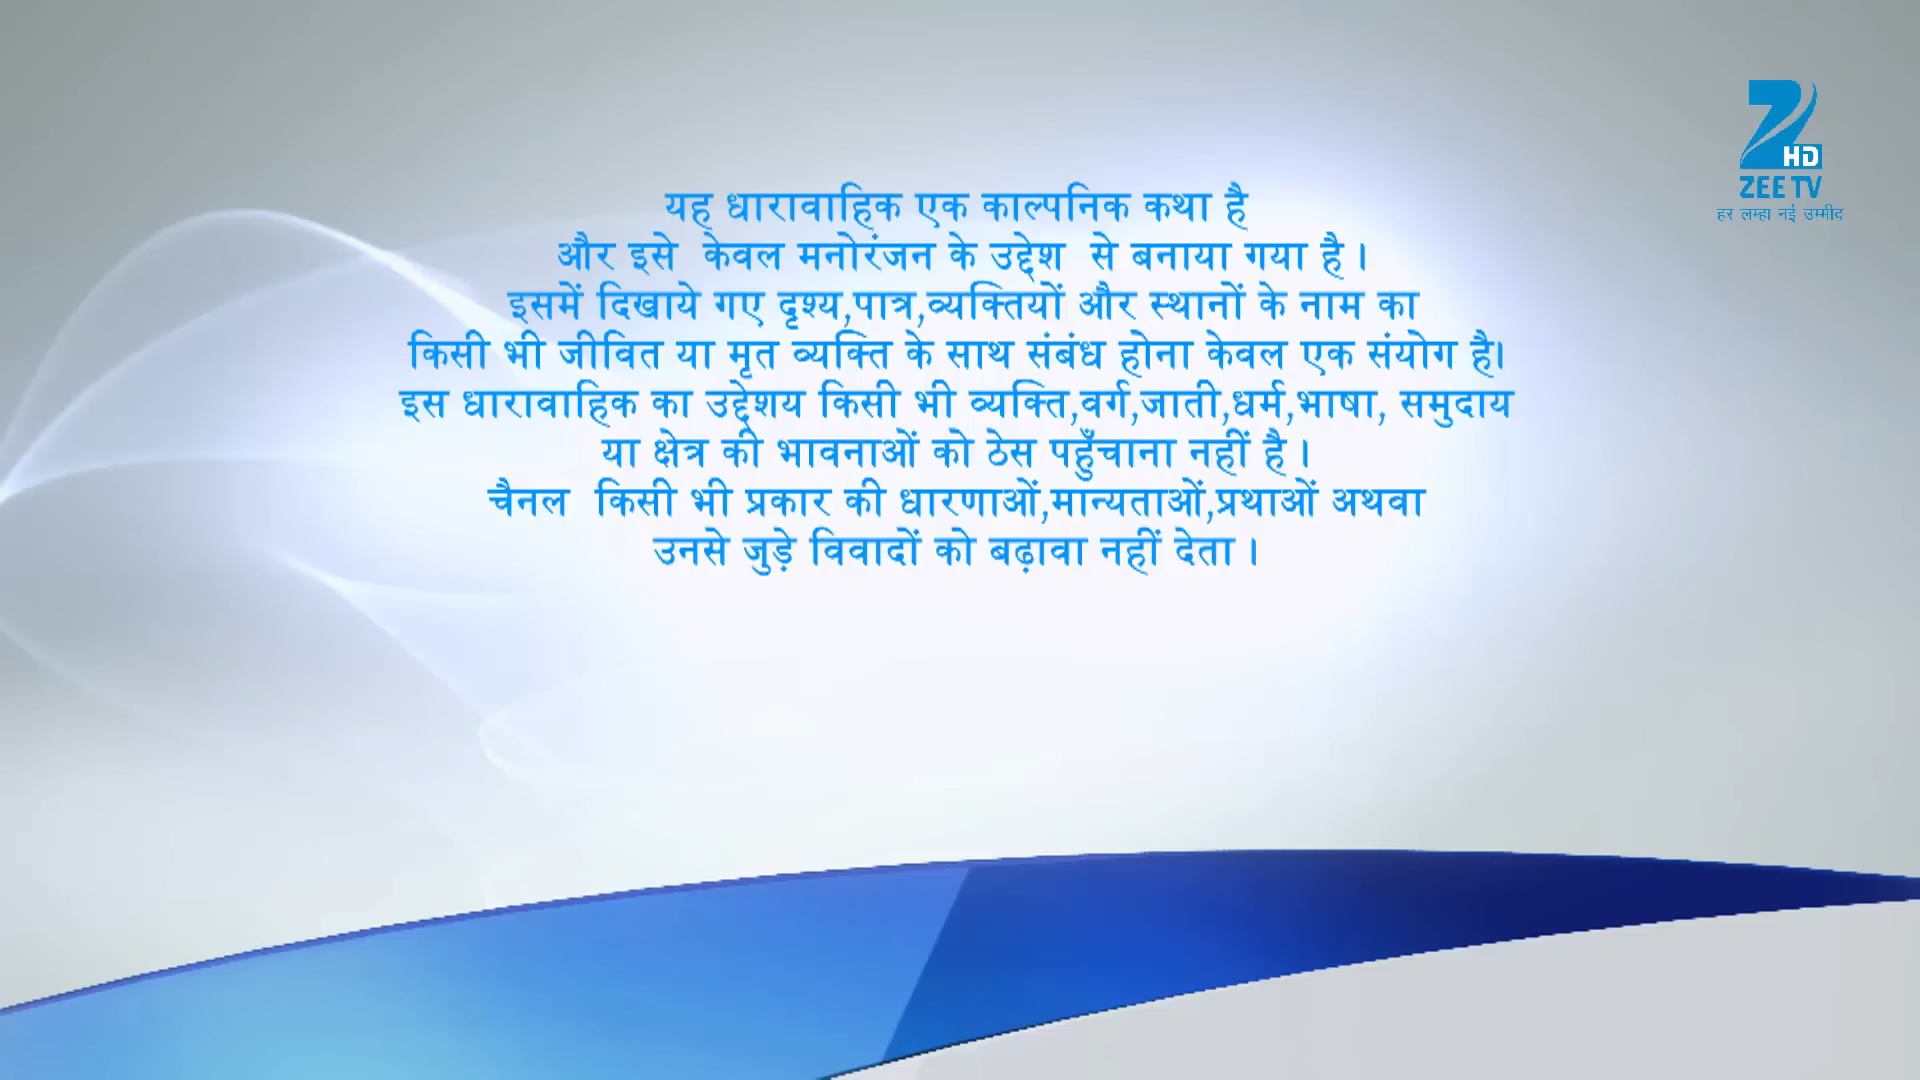 यह धारावाहिक एक काल्पनिक कथा है
और इसे केवल मनोरंजन के उद्देश से बनाया गया है ।
इसमें दिखाये गए दृश्य,पात्र,व्यक्तियों और स्थानों के नाम का
किसी भी जीवित या मृत व्यक्ति के साथ संबंध होना केवल एक संयोग है।
इस धारावाहिक का उद्देशय किसी भी व्यक्ति,वर्ग,जाती,धर्म,भाषा, समुदाय
या क्षेत्र की भावनाओं को ठेस पहुँचाना नहीं है ।
चैनल किसी भी प्रकार की धारणाओं,मान्यताओं,प्रथाओं अथवा
उनसे जुड़े विवादों को बढ़ावा नहीं देता ।
HD
ZEE TV
हर लम्हा नई उम्मीद